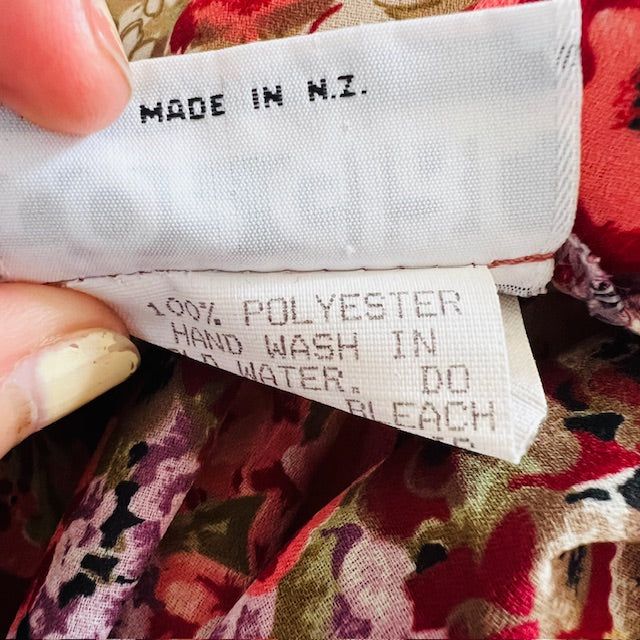 MADE IN N.Z.
100% POLYESTER
HAND WASH IN
WATER. DO
BLEACH